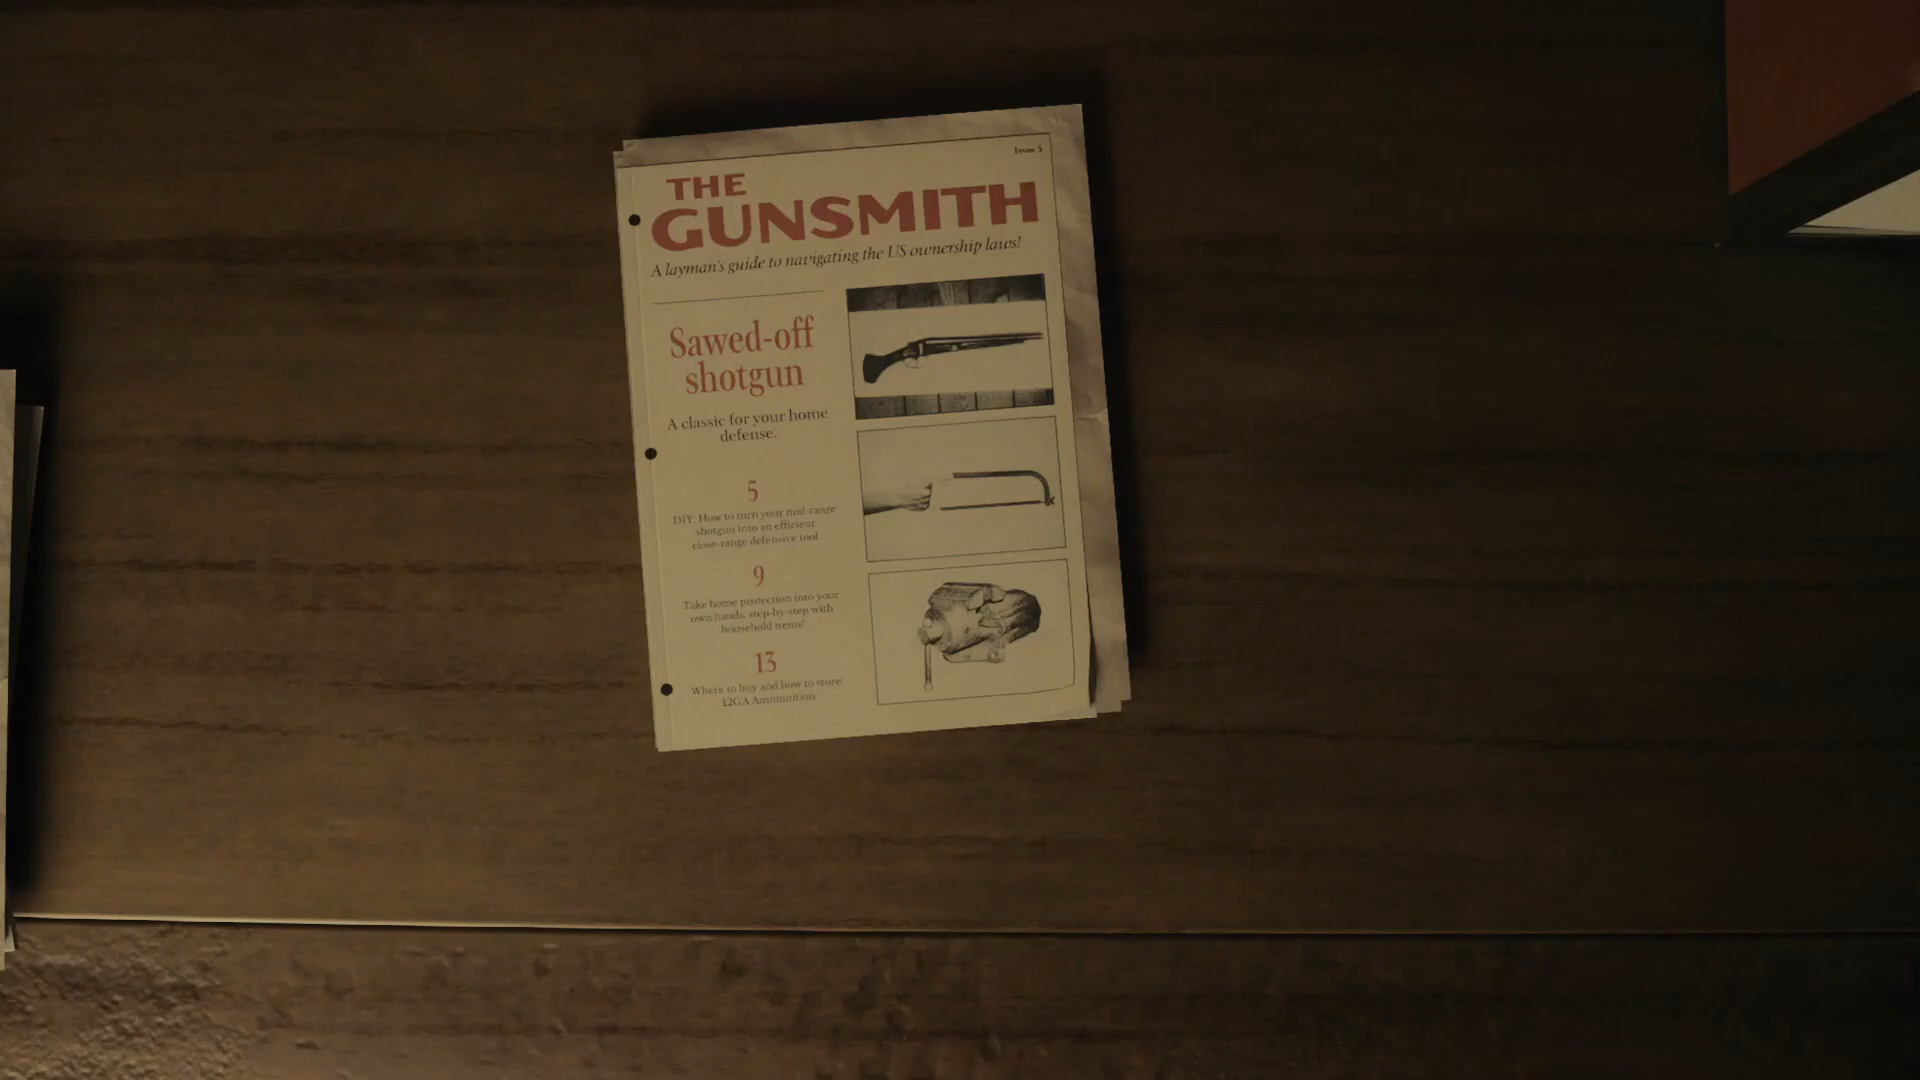 Issue 5
THE
GUNSMITH
A layman's guide to navigating the US ownership laws!
Sawed-off
shotgun
A classic for your home
defense.
5
DIY: How to turn your mid-range
shotgun into an efficient
close-range defensive tool
9
Take home protection into your
own hands, step-by-step with
household items!
13
Where to buy and how to store:
12GA Ammunition